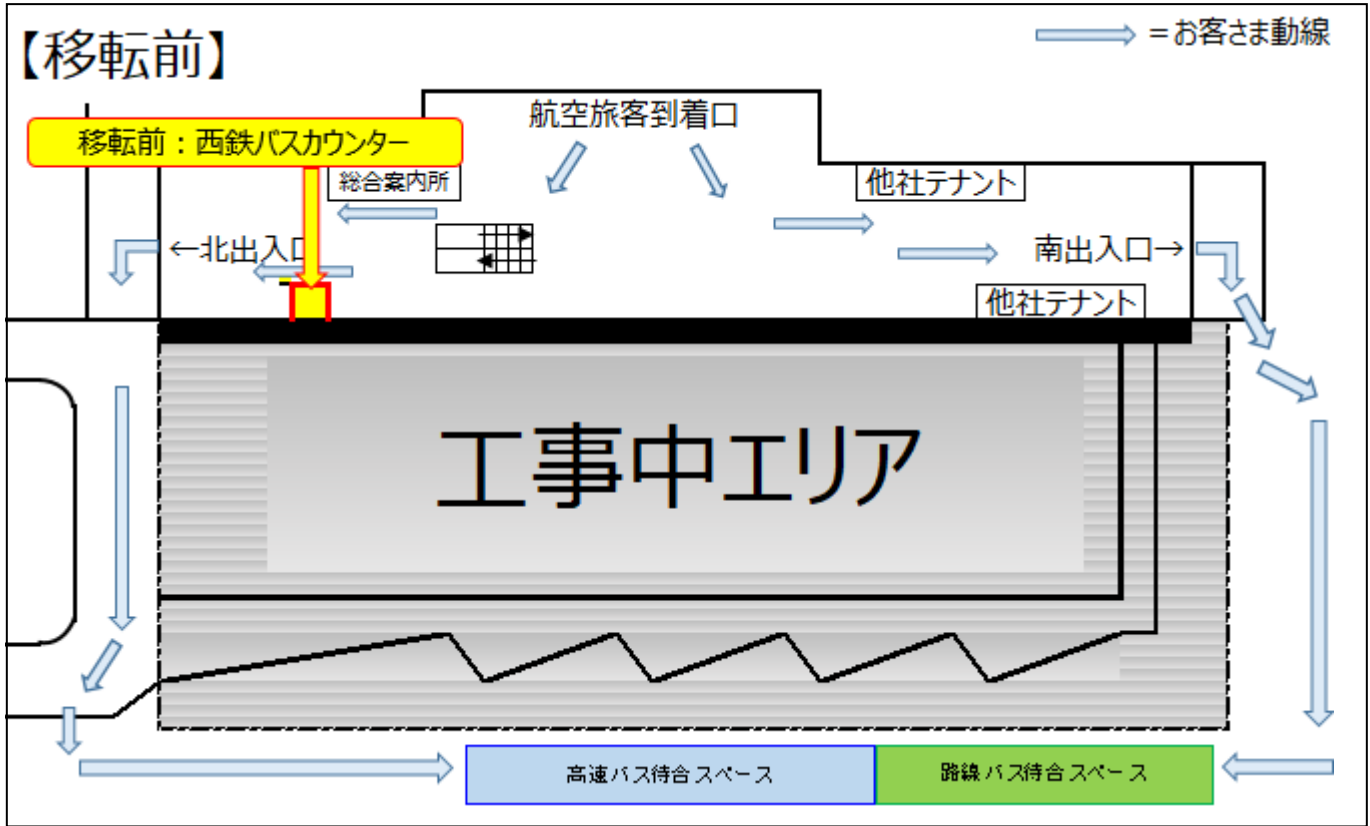 【移転前】
＝お客さま動線
航空旅客到着口
移転前：西鉄バスカウンター
総合案内所
他社テナント
←北出入口
南出入口→
他社テナント
工事中エリア
高速バス待合スペース
路線バス待合スペース